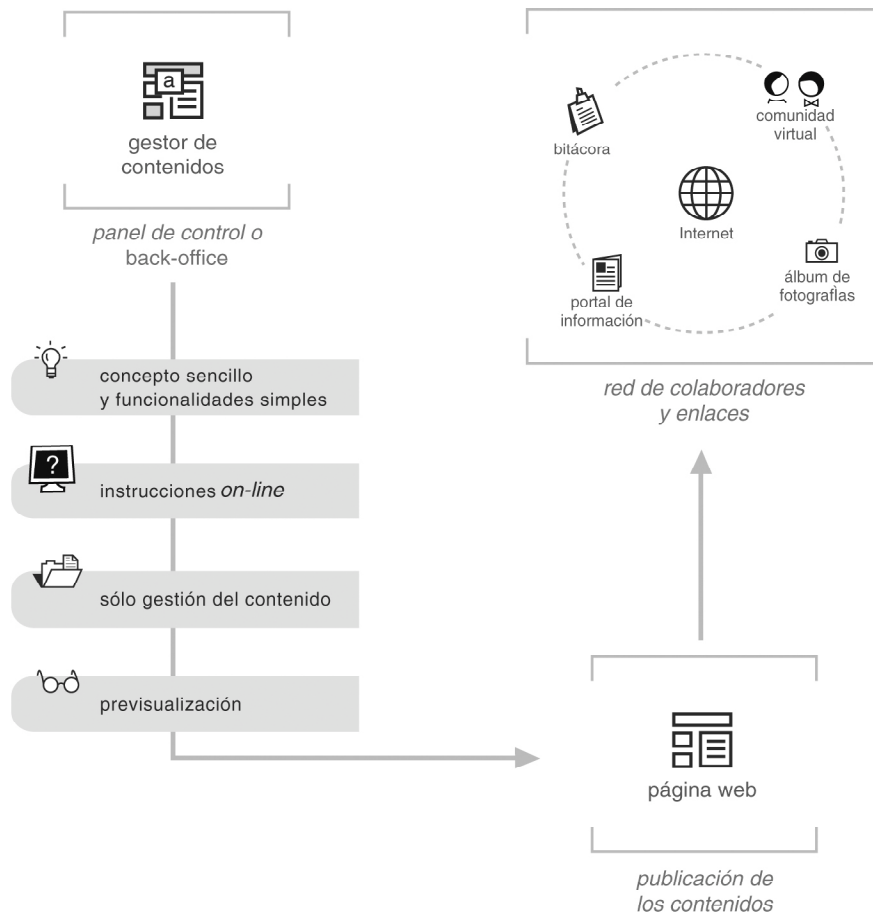 a
gestor de
contenidos
panel de control o
back-office
concepto sencillo
y funcionalidades simples
?
instrucciones on-line
sólo gestión del contenido
previsualización
bitácora
comunidad
virtual
Internet
portal de
información
álbum de
fotografías
red de colaboradores
y enlaces
página web
publicación de
los contenidos